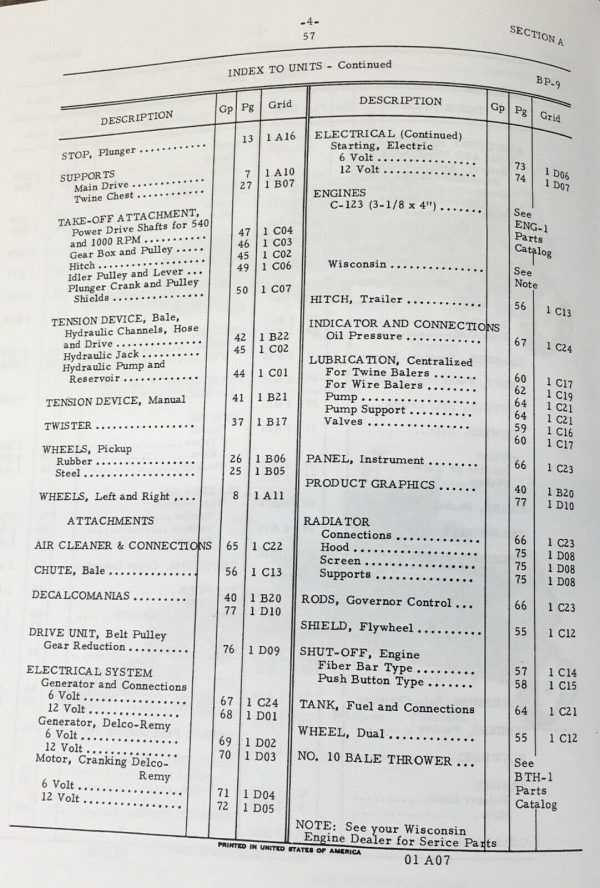 -4-
57
SECTION A
INDEX TO UNITS - Continued
BP-9
DESCRIPTION Gp Pg Grid
STOP, Plunger ........... 13 1 A16
SUPPORTS
Main Drive ............. 7 1 A10
Twine Chest ............ 27 1 B07
TAKE-OFF ATTACHMENT,
Power Drive Shafts for 540
and 1000 RPM .......... 47 1 C04
Gear Box and Pulley ..... 46 1 C03
Hitch .................. 45 1 C02
Idler Pulley and Lever ... 49 1 C06
Plunger Crank and Pulley
Shields ............... 50 1 C07
TENSION DEVICE, Bale,
Hydraulic Channels, Hose
and Drive .............. 42 1 B22
Hydraulic Jack .......... 45 1 C02
Hydraulic Pump and
Reservoir .............. 44 1 C01
TENSION DEVICE, Manual 41 1 B21
TWISTER ................. 37 1 B17
WHEELS, Pickup
Rubber ................. 26 1 B06
Steel ................... 25 1 B05
WHEELS, Left and Right .... 8 1 A11
ATTACHMENTS
AIR CLEANER & CONNECTIONS 65 1 C22
CHUTE, Bale ............... 56 1 C13
DECALCOMANIAS ......... 40 1 B20
77 1 D10
DRIVE UNIT, Belt Pulley
Gear Reduction ........... 76 1 D09
ELECTRICAL SYSTEM
Generator and Connections
6 Volt ................... 67 1 C24
12 Volt .................. 68 1 D01
Generator, Delco-Remy
6 Volt ................... 69 1 D02
12 Volt .................. 70 1 D03
Motor, Cranking Delco-
Remy
6 Volt ................... 71 1 D04
12 Volt .................. 72 1 D05
DESCRIPTION Gp Pg Grid
ELECTRICAL (Continued)
Starting, Electric
6 Volt ................ 73 1 D06
12 Volt ............... 74 1 D07
ENGINES
C-123 (3-1/8 x 4") ....... See
ENG-1
Parts
Catalog
Wisconsin .............. See
Note
HITCH, Trailer ............ 56 1 C13
INDICATOR AND CONNECTIONS
Oil Pressure ............ 67 1 C24
LUBRICATION, Centralized
For Twine Balers ....... 60 1 C17
For Wire Balers ........ 62 1 C19
Pump .................. 64 1 C21
Pump Support .......... 64 1 C21
Valves ................. 59 1 C16
60 1 C17
PANEL, Instrument ........ 66 1 C23
PRODUCT GRAPHICS ...... 40 1 B20
77 1 D10
RADIATOR
Connections ............ 66 1 C23
Hood .................. 75 1 D08
Screen ................. 75 1 D08
Supports ............... 75 1 D08
RODS, Governor Control ... 66 1 C23
SHIELD, Flywheel .......... 55 1 C12
SHUT-OFF, Engine
Fiber Bar Type ......... 57 1 C14
Push Button Type ....... 58 1 C15
TANK, Fuel and Connections 64 1 C21
WHEEL, Dual ............. 55 1 C12
NO. 10 BALE THROWER ... See
BTH-1
Parts
Catalog
NOTE: See your Wisconsin
Engine Dealer for Serice Parts
PRINTED IN UNITED STATES OF AMERICA
01 A07